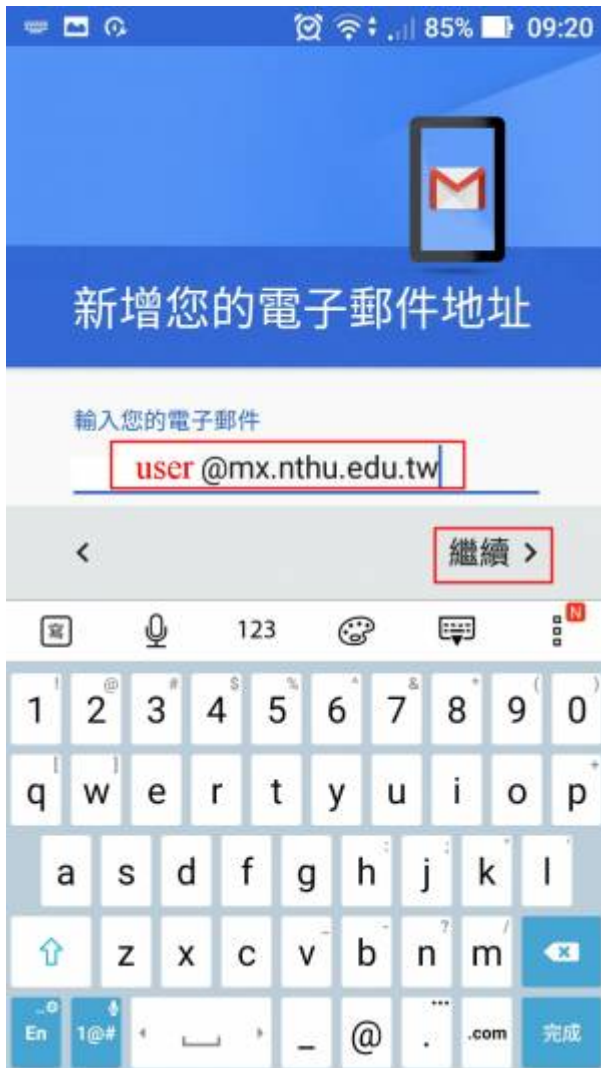 85% 09:20
新增您的電子郵件地址
輸入您的電子郵件
user @mx.nthu.edu.tw
< 繼續 >
寫 123 N
1 ! 2 @ 3 # 4 $ 5 % 6 ^ 7 & 8 * 9 ( 0 )
q [ w ] e r t y u i o p +
a s d f g h : j ; k " l '
z x c v _ b - n ? m / x
En 1@# _ @ . ... .com 完成